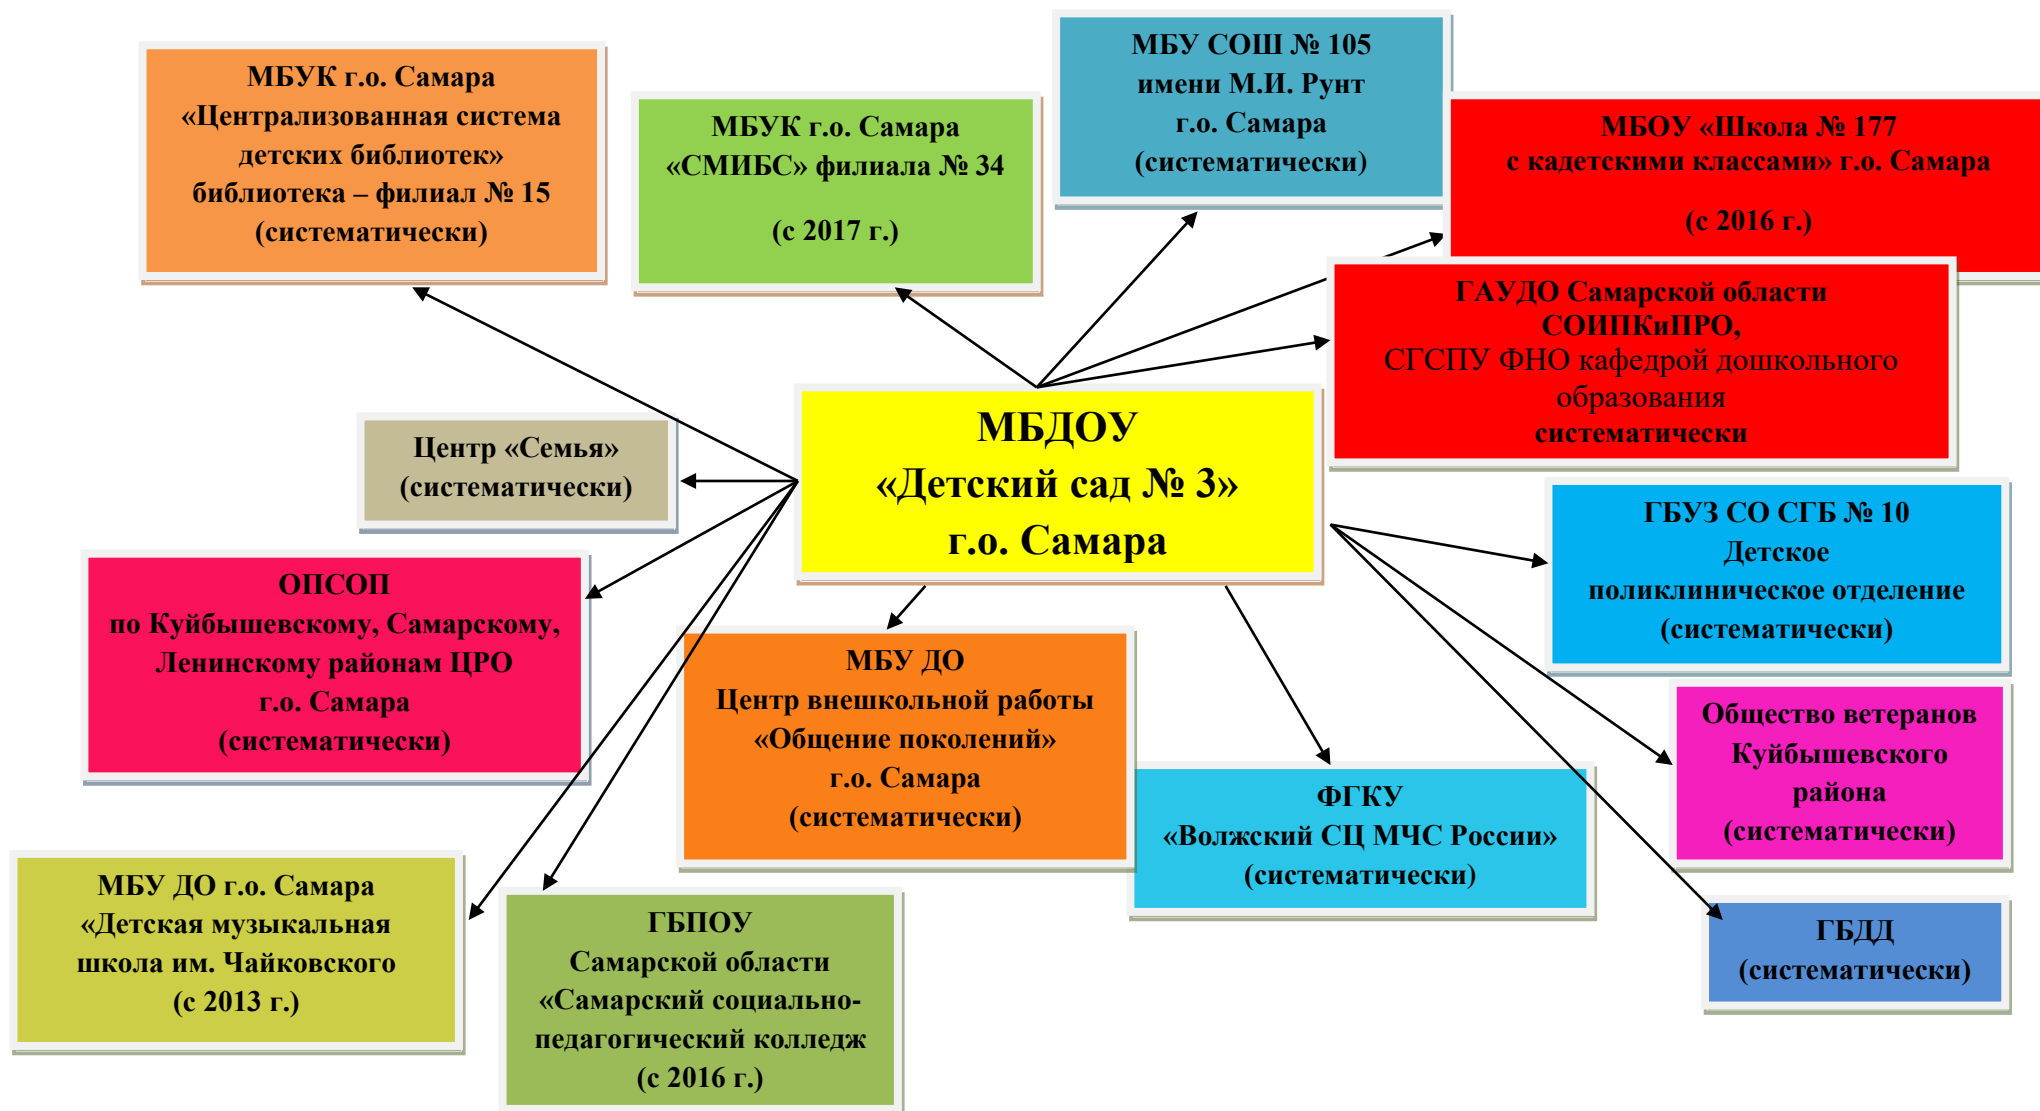 МБУК г.о. Самара
«Централизованная система
детских библиотек»
библиотека – филиал № 15
(систематически)
МБУК г.о. Самара
«СМИБС» филиала № 34
(с 2017 г.)
МБУ СОШ № 105
имени М.И. Рунт
г.о. Самара
(систематически)
МБОУ «Школа № 177
с кадетскими классами» г.о. Самара
(с 2016 г.)
ГАУДО Самарской области
СОИПКиПРО,
СГСПУ ФНО кафедрой дошкольного
образования
систематически
Центр «Семья»
(систематически)
МБДОУ
«Детский сад № 3»
г.о. Самара
ГБУЗ СО СГБ № 10
Детское
поликлиническое отделение
(систематически)
ОПСОП
по Куйбышевскому, Самарскому,
Ленинскому районам ЦРО
г.о. Самара
(систематически)
МБУ ДО
Центр внешкольной работы
«Общение поколений»
г.о. Самара
(систематически)
Общество ветеранов
Куйбышевского
района
(систематически)
ФГКУ
«Волжский СЦ МЧС России»
(систематически)
МБУ ДО г.о. Самара
«Детская музыкальная
школа им. Чайковского
(с 2013 г.)
ГБПОУ
Самарской области
«Самарский социально-
педагогический колледж
(с 2016 г.)
ГБДД
(систематически)